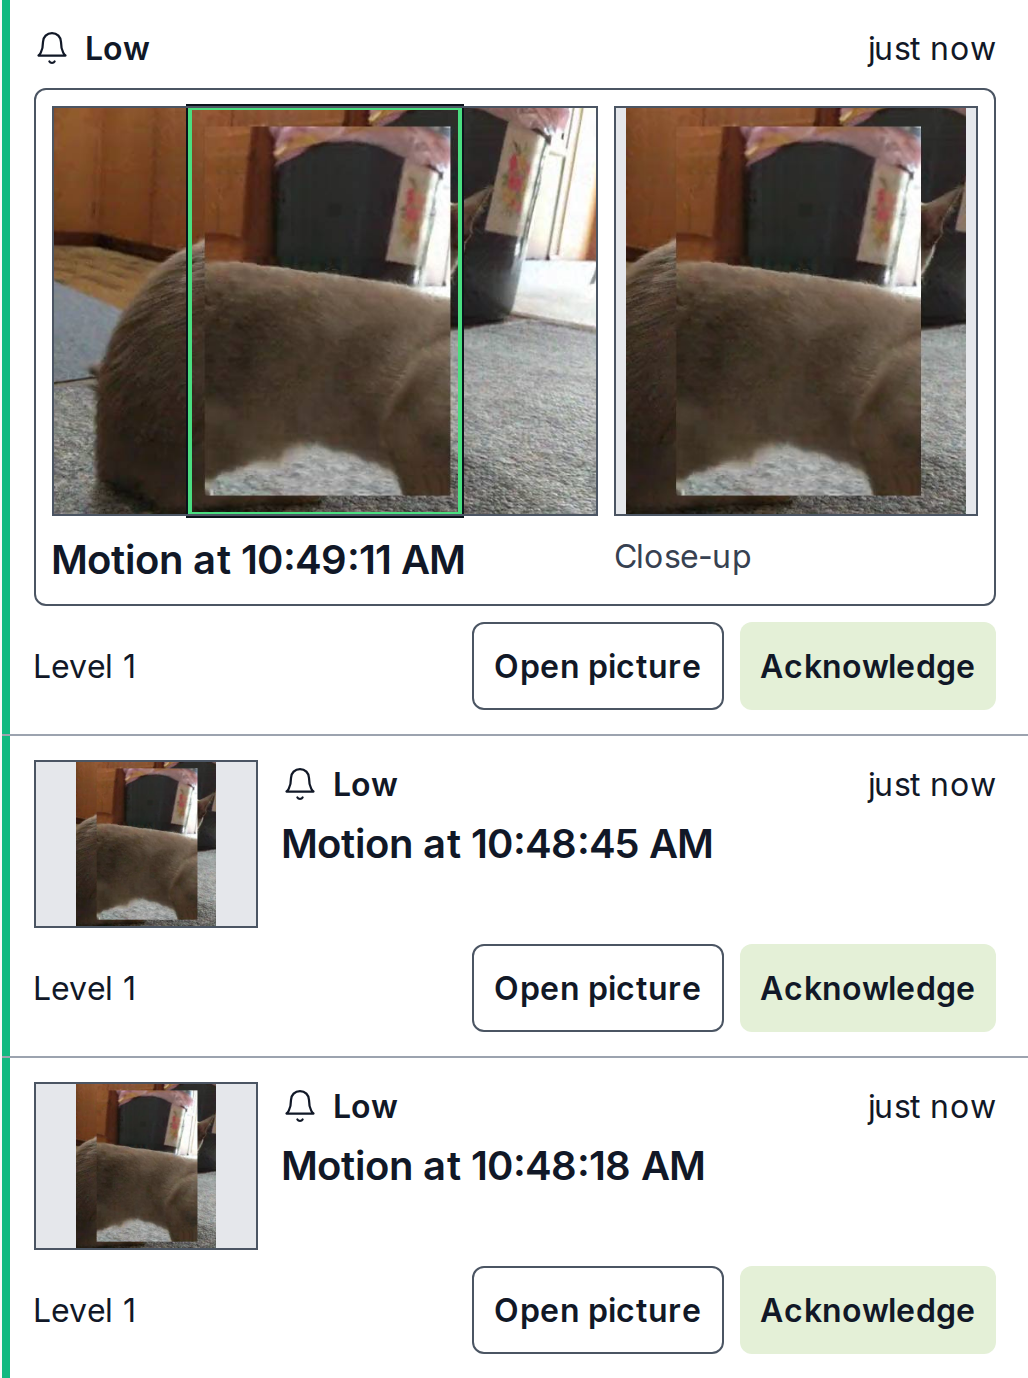 Low
just now
Motion at 10:49:11 AM
Close-up
Level 1
Open picture
Acknowledge
Low
just now
Motion at 10:48:45 AM
Level 1
Open picture
Acknowledge
Low
just now
Motion at 10:48:18 AM
Level 1
Open picture
Acknowledge